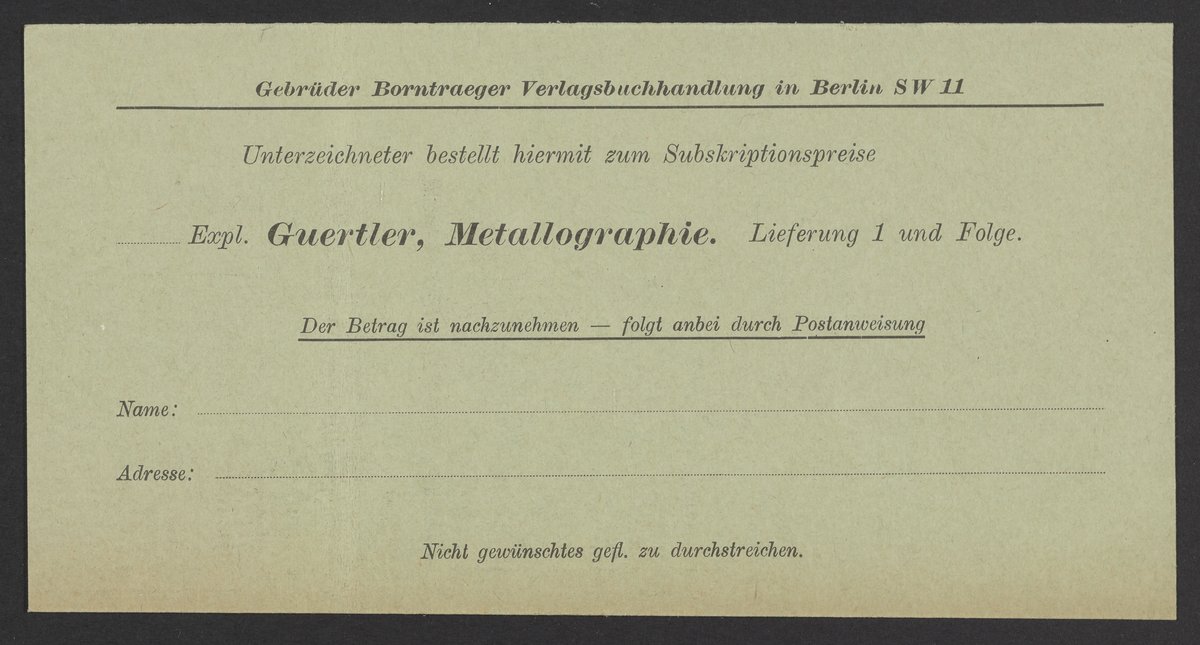 Gebrüder Borntraeger Verlagsbuchhandlung in Berlin SW 11
Unterzeichneter bestellt hiermit zum Subskriptionspreise
Expl. Guertler, Metallographie. Lieferung 1 und Folge.
Der Betrag ist nachzunehmen — folgt anbei durch Postanweisung
Name:
Adresse:
Nicht gewünschtes gefl. zu durchstreichen.